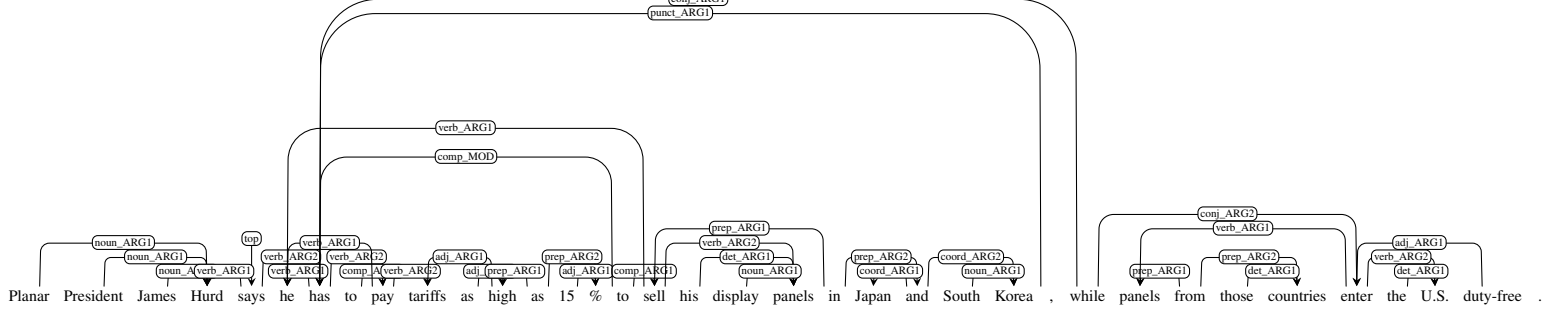 conj_ARG1
punct_ARG1
verb_ARG1
comp_MOD
conj_ARG2
prep_ARG1 verb_ARG1
noun_ARG1 top verb_ARG1 verb_ARG2 adj_ARG1
noun_ARG1 verb_ARG2 verb_ARG2 adj_ARG1 prep_ARG2 det_ARG1 prep_ARG2 coord_ARG2 prep_ARG2 verb_ARG2
verb_ARG1 verb_ARG1 verb_ARG2 prep_ARG1 adj_ARG1 comp_ARG1 noun_ARG1 coord_ARG1 noun_ARG1 prep_ARG1 det_ARG1 det_ARG1
Planar President James Hurd says he has to pay tariffs as high as 15 % to sell his display panels in Japan and South Korea , while panels from those countries enter the U.S. duty-free .